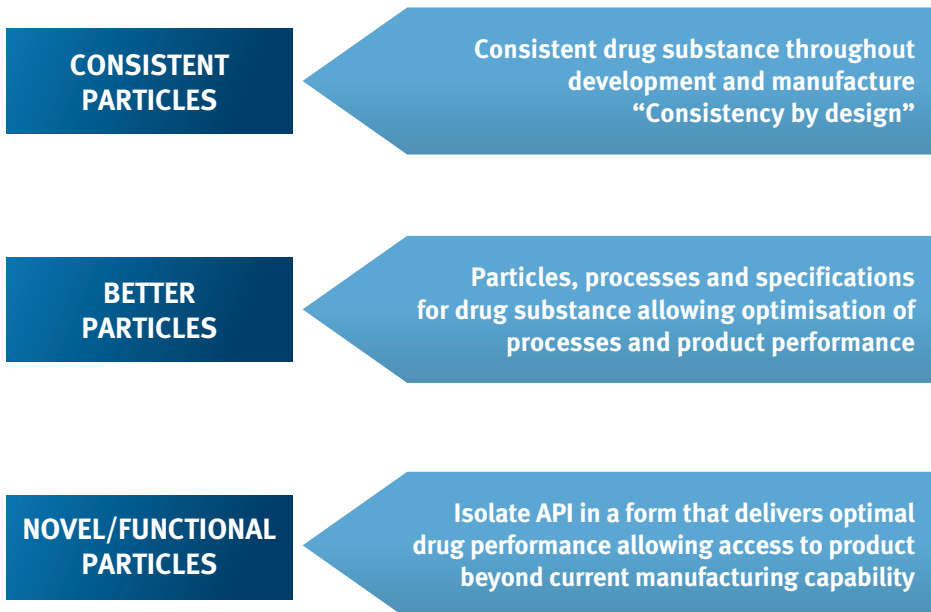 CONSISTENT
PARTICLES
Consistent drug substance throughout
development and manufacture
“Consistency by design”
BETTER
PARTICLES
Particles, processes and specifications
for drug substance allowing optimisation of
processes and product performance
NOVEL/FUNCTIONAL
PARTICLES
Isolate API in a form that delivers optimal
drug performance allowing access to product
beyond current manufacturing capability